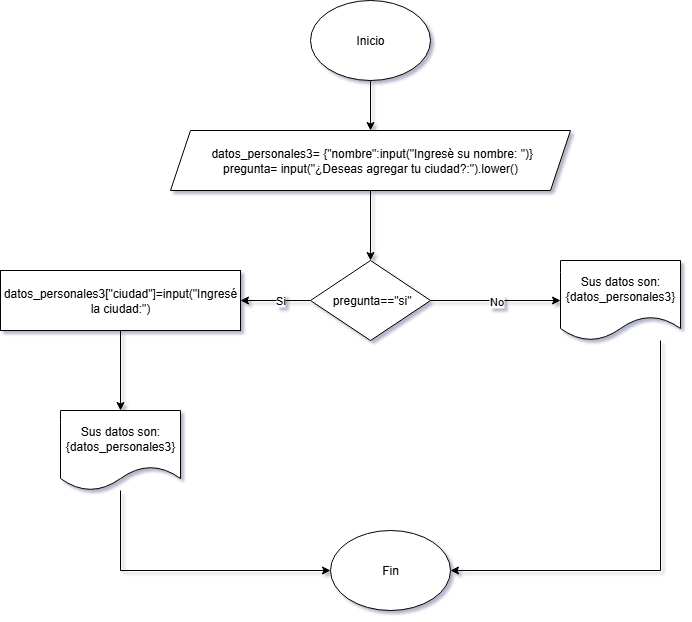 Inicio
datos_personales3= {"nombre":input("Ingresè su nombre: ")}
pregunta= input("¿Deseas agregar tu ciudad?:").lower()
datos_personales3["ciudad"]=input("Ingresé
la ciudad:")
Si
pregunta=="si"
No
Sus datos son:
{datos_personales3}
Sus datos son:
{datos_personales3}
Fin